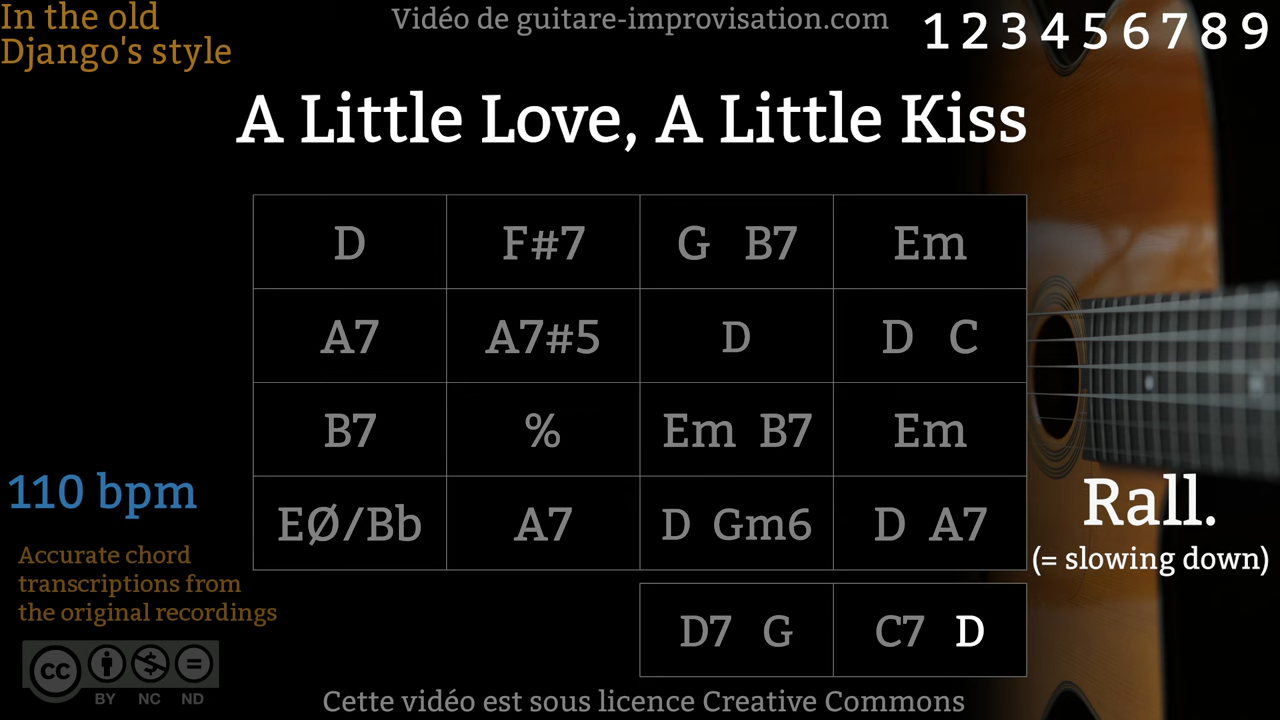 In the old
Django's style
Vidéo de guitare-improvisation.com
1 2 3 4 5 6 7 8 9
A Little Love, A Little Kiss
D F#7 G B7 Em
A7 A7#5 D D C
B7 % Em B7 Em
EØ/Bb A7 D Gm6 D A7
D7 G C7 D
110 bpm
Rall.
(= slowing down)
Accurate chord
transcriptions from
the original recordings
cc
BY NC ND
Cette vidéo est sous licence Creative Commons